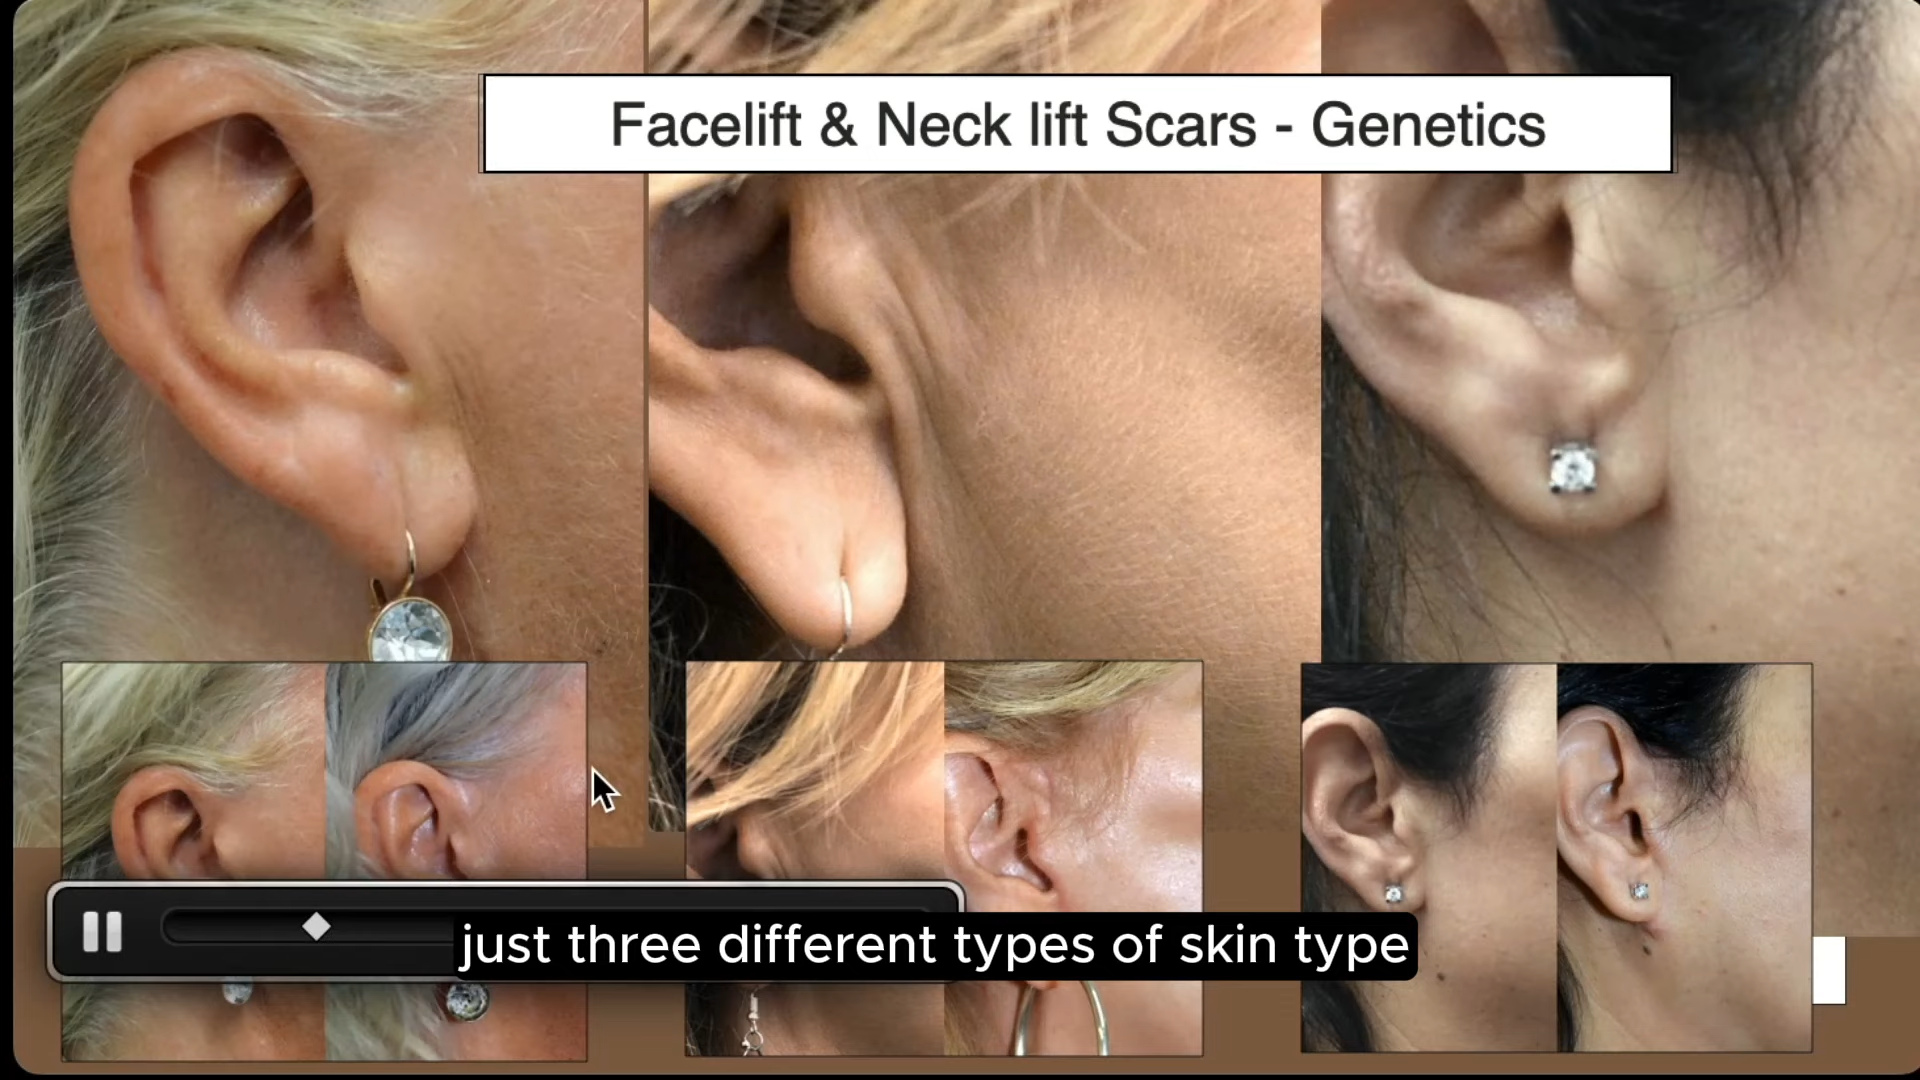 Facelift & Neck lift Scars - Genetics
just three different types of skin type